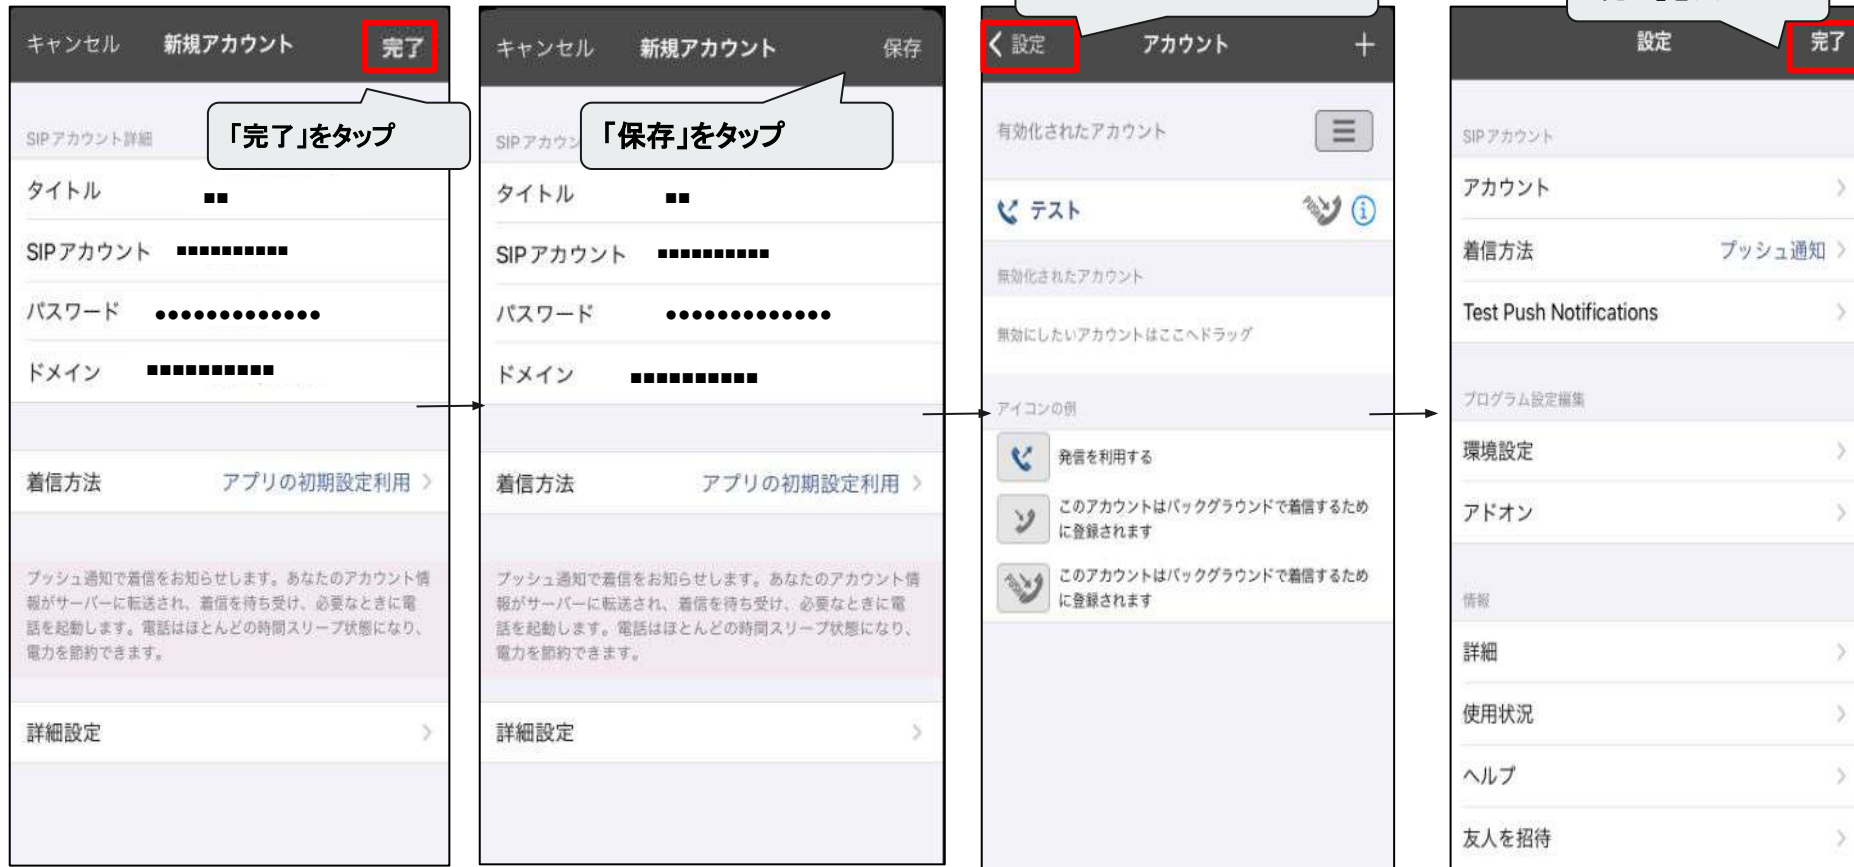 キャンセル 新規アカウント 完了
「完了」をタップ
SIPアカウント詳細
タイトル
SIPアカウント
パスワード
ドメイン
着信方法 アプリの初期設定利用
プッシュ通知で着信をお知らせします。あなたのアカウント情
報がサーバーに転送され、着信を待ち受け、必要なときに電
話を起動します。電話はほとんどの時間スリープ状態になり、
電力を節約できます。
詳細設定
キャンセル 新規アカウント 保存
「保存」をタップ
SIPアカウン
タイトル
SIPアカウント
パスワード
ドメイン
着信方法 アプリの初期設定利用
プッシュ通知で着信をお知らせします。あなたのアカウント情
報がサーバーに転送され、着信を待ち受け、必要なときに電
話を起動します。電話はほとんどの時間スリープ状態になり、
電力を節約できます。
詳細設定
設定 アカウント
有効化されたアカウント
テスト
無効化されたアカウント
無効にしたいアカウントはここへドラッグ
アイコンの例
発信を利用する
このアカウントはバックグラウンドで着信するため
に登録されます
このアカウントはバックグラウンドで着信するため
に登録されます
設定 完了
SIPアカウント
アカウント
着信方法 プッシュ通知
Test Push Notifications
プログラム設定編集
環境設定
アドオン
情報
詳細
使用状況
ヘルプ
友人を招待